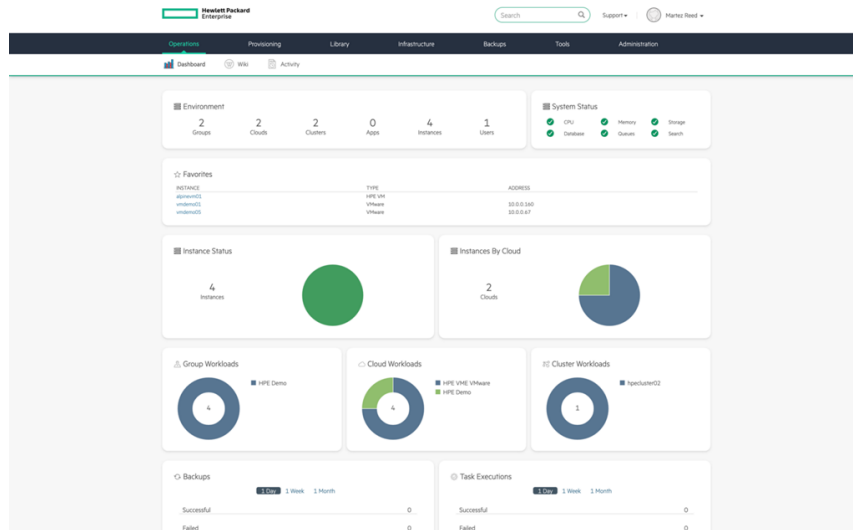 Hewlett Packard
Enterprise
Search
Support
Martez Reed
Operations Provisioning Library Infrastructure Backups Tools Administration
Dashboard Wiki Activity
Environment
2 2 2 0 4 1
Groups Clouds Clusters Apps Instances Users
System Status
CPU Memory Storage
Database Queues Search
Favorites
INSTANCE TYPE ADDRESS
alpinevm01 HPE VM
vmdemo01 VMware 10.0.0.160
vmdemo05 VMware 10.0.0.67
Instance Status
4
Instances
Instances By Cloud
2
Clouds
Group Workloads
HPE Demo
4
Cloud Workloads
HPE VME VMware
HPE Demo
4
Cluster Workloads
hpecluster02
1
Backups
1 Day 1 Week 1 Month
Successful 0
Failed 0
Task Executions
1 Day 1 Week 1 Month
Successful 0
Failed 0